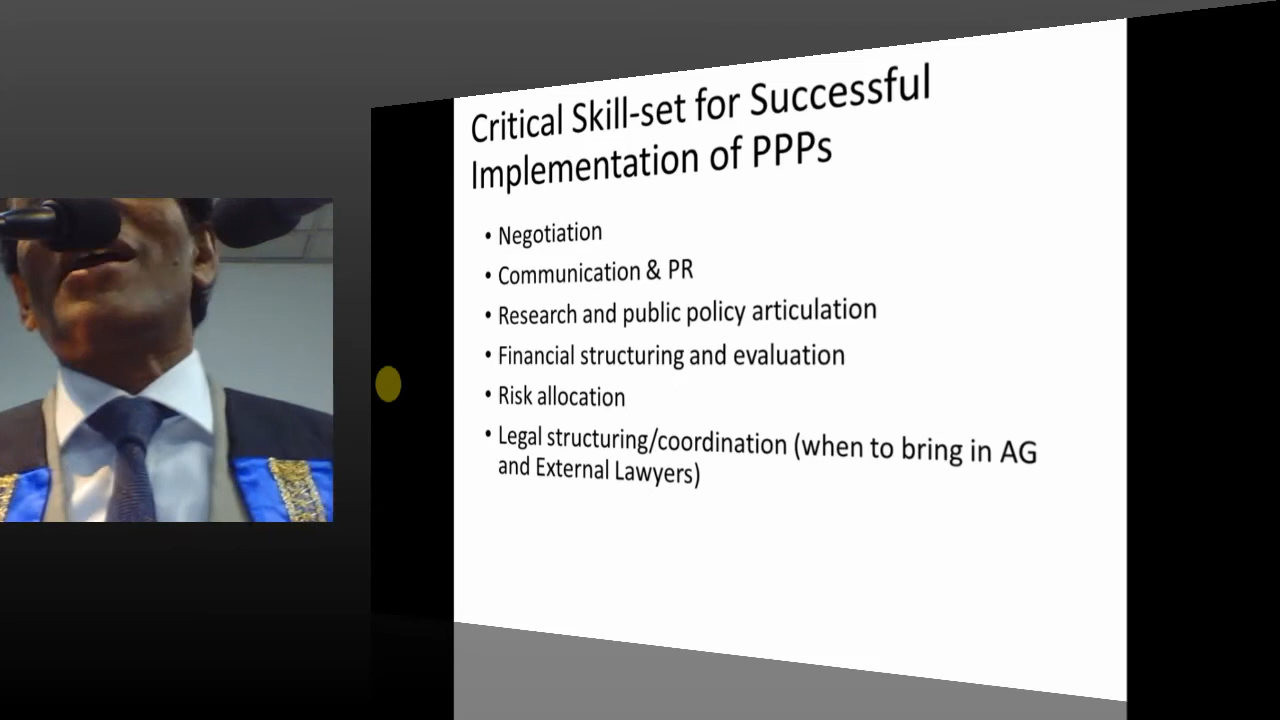 Critical Skill-set for Successful
Implementation of PPPs
• Negotiation
• Communication & PR
• Research and public policy articulation
• Financial structuring and evaluation
• Risk allocation
• Legal structuring/coordination (when to bring in AG
and External Lawyers)